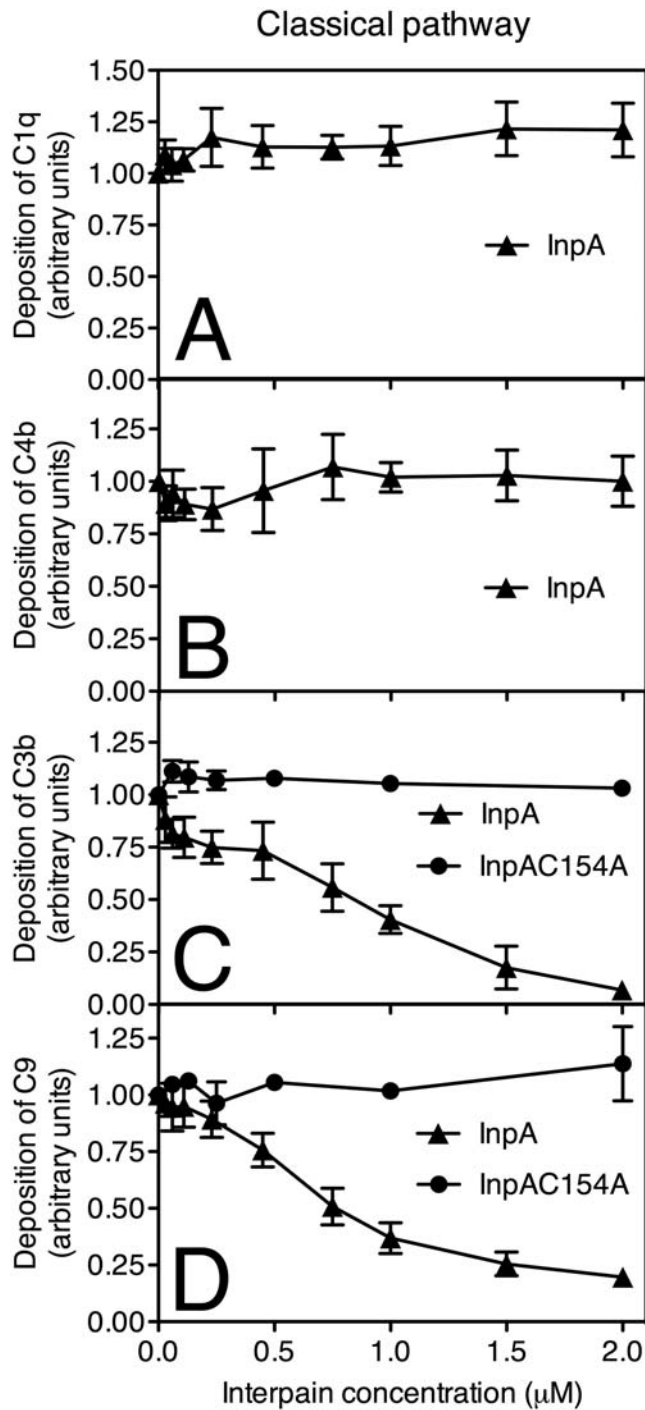 Classical pathway
Deposition of C1q
(arbitrary units)
1.50
1.25
1.00
0.75
0.50
0.25
0.00
InpA
A
Deposition of C4b
(arbitrary units)
1.25
1.00
0.75
0.50
0.25
0.00
InpA
B
Deposition of C3b
(arbitrary units)
1.25
1.00
0.75
0.50
0.25
0.00
InpA
InpAC154A
C
Deposition of C9
(arbitrary units)
1.25
1.00
0.75
0.50
0.25
0.00
InpA
InpAC154A
D
0.0 0.5 1.0 1.5 2.0
Interpain concentration (μM)